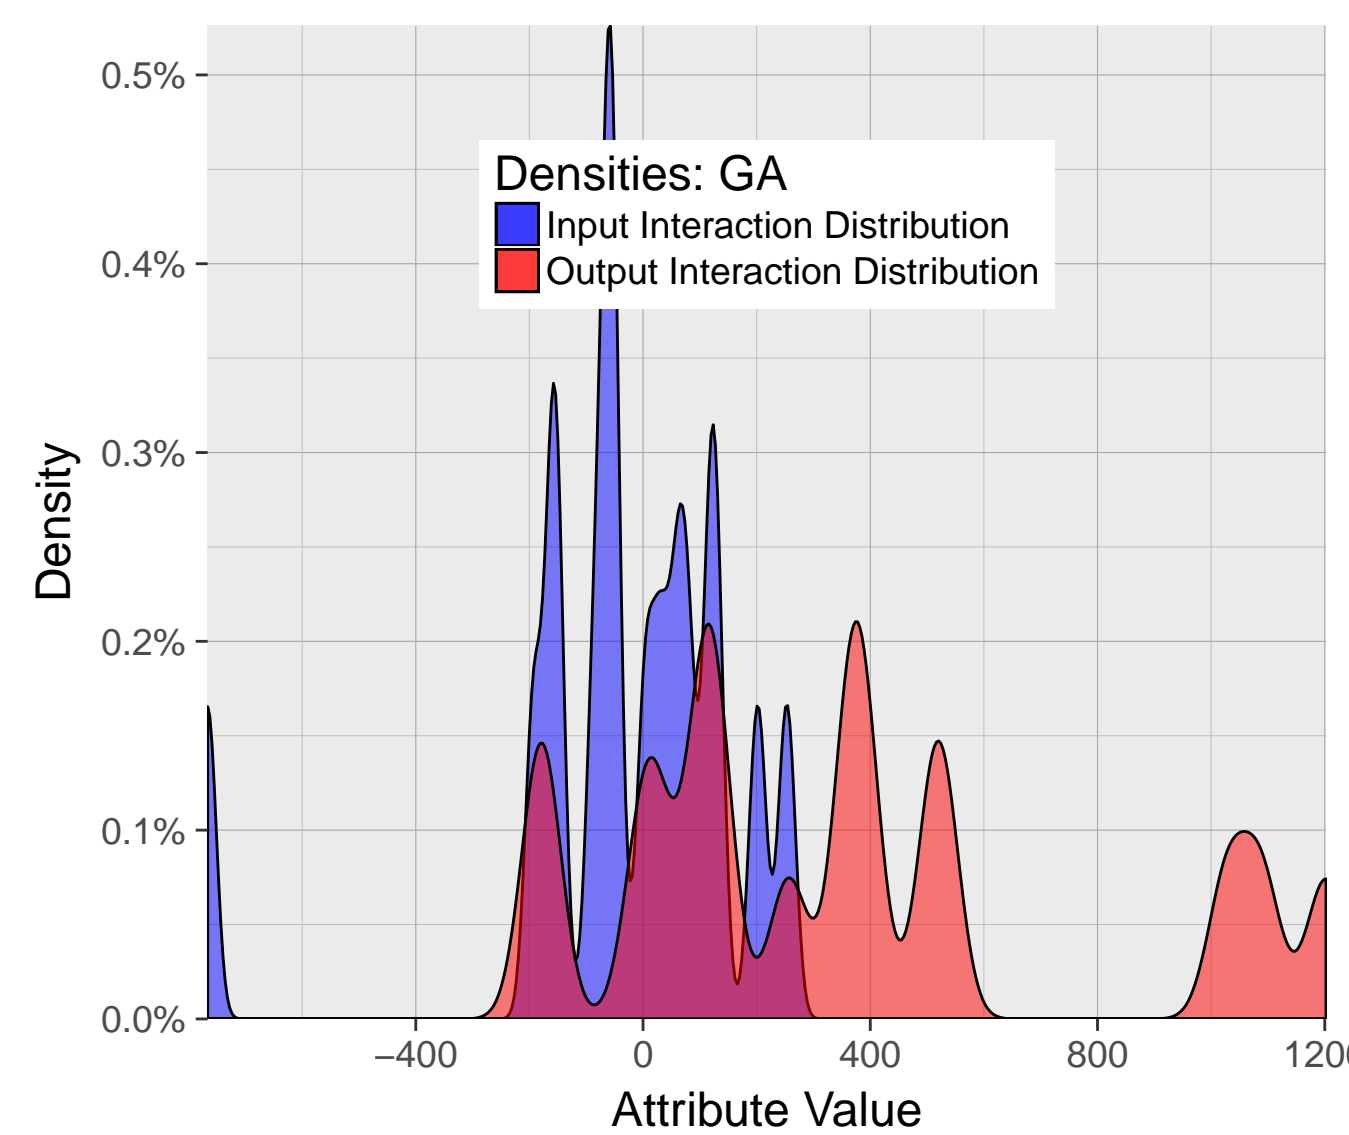 Densities: GA
Input Interaction Distribution
Output Interaction Distribution
0.5%
0.4%
0.3%
0.2%
0.1%
0.0%
Density
−400 0 400 800 120
Attribute Value